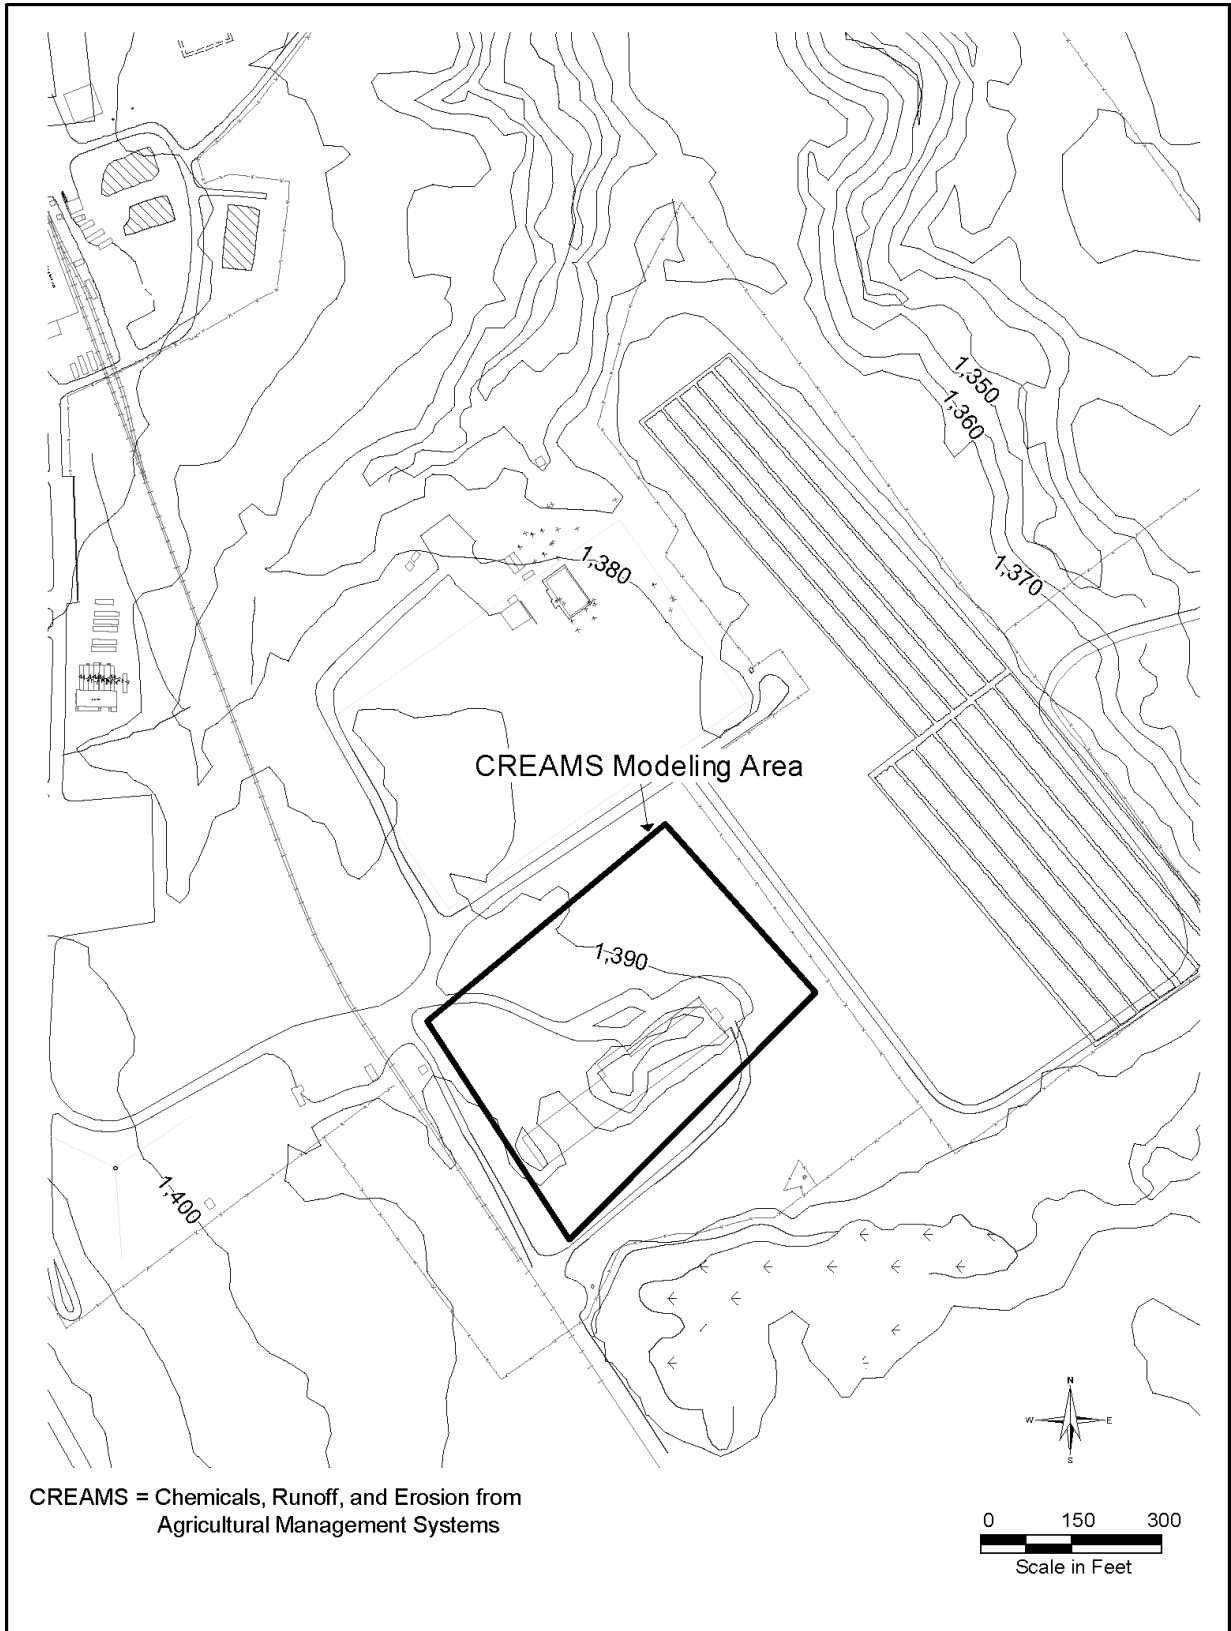 1,350
1,360
1,370
1,380
CREAMS Modeling Area
1,390
1,400
N
W
E
S
CREAMS = Chemicals, Runoff, and Erosion from
Agricultural Management Systems
0 150 300
Scale in Feet